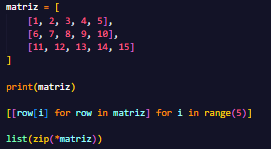 matriz = [
    [1, 2, 3, 4, 5],
    [6, 7, 8, 9, 10],
    [11, 12, 13, 14, 15]
]
print(matriz)
[[row[i] for row in matriz] for i in range(5)]
list(zip(*matriz))